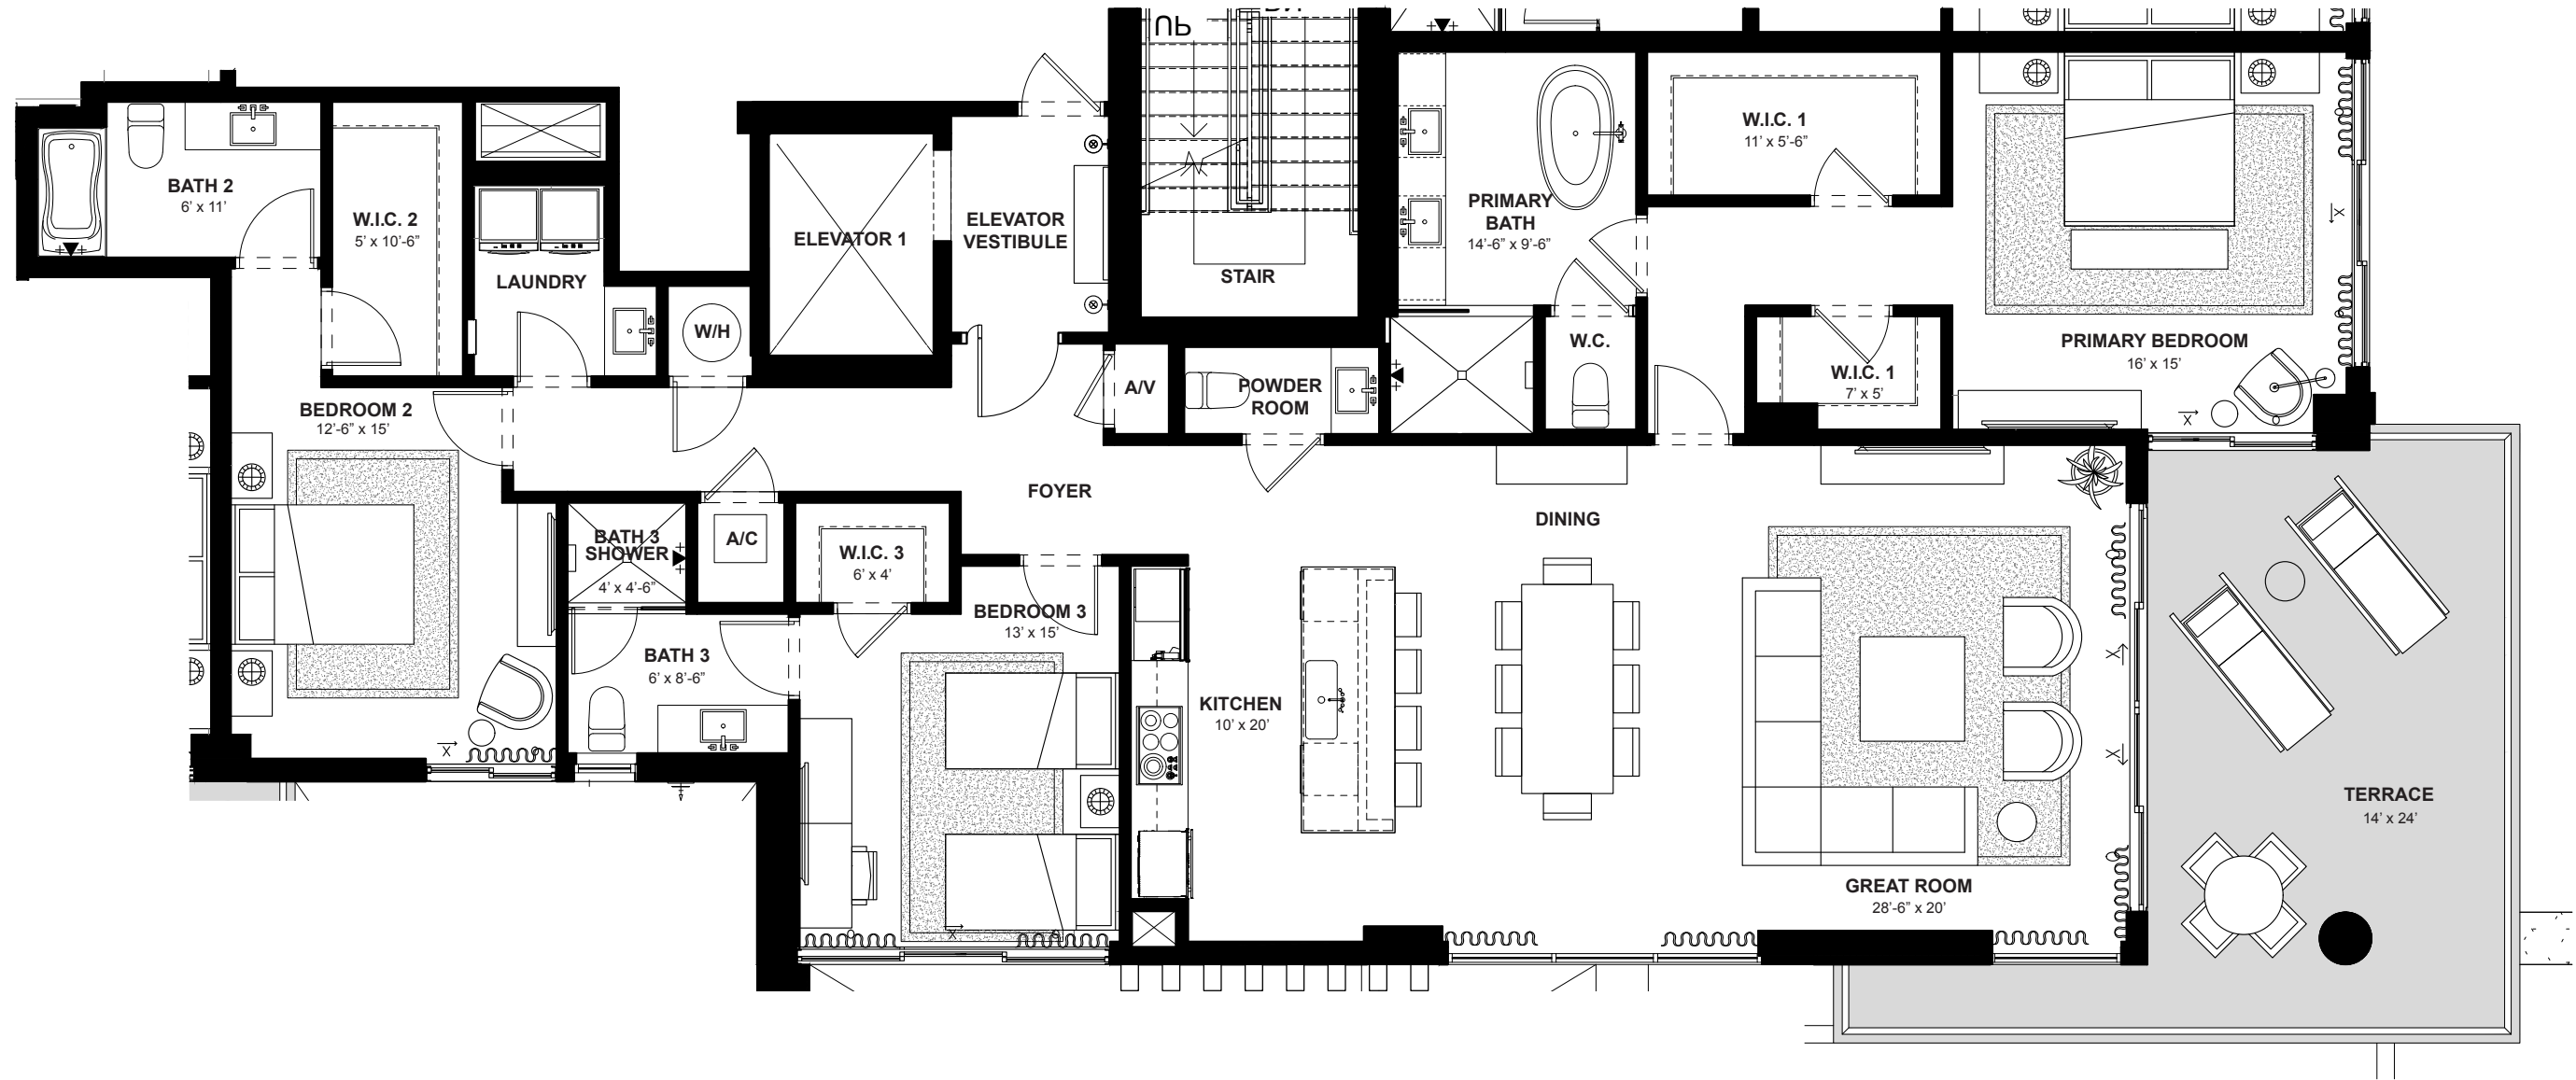 UP
BATH 2
6’ x 11’
W.I.C. 2
5’ x 10’-6”
LAUNDRY
W/H
ELEVATOR 1
ELEVATOR
VESTIBULE
STAIR
PRIMARY
BATH
14’-6” x 9’-6”
W.I.C. 1
11’ x 5’-6”
W.C.
W.I.C. 1
7’ x 5’
PRIMARY BEDROOM
16’ x 15’
X
X
A/V
POWDER
ROOM
BEDROOM 2
12’-6” x 15’
X
FOYER
DINING
BATH 3
SHOWER
4’ x 4’-6”
A/C
W.I.C. 3
6’ x 4’
BATH 3
6’ x 8’-6”
BEDROOM 3
13’ x 15’
X
KITCHEN
10’ x 20’
GREAT ROOM
28’-6” x 20’
X
X
TERRACE
14’ x 24’